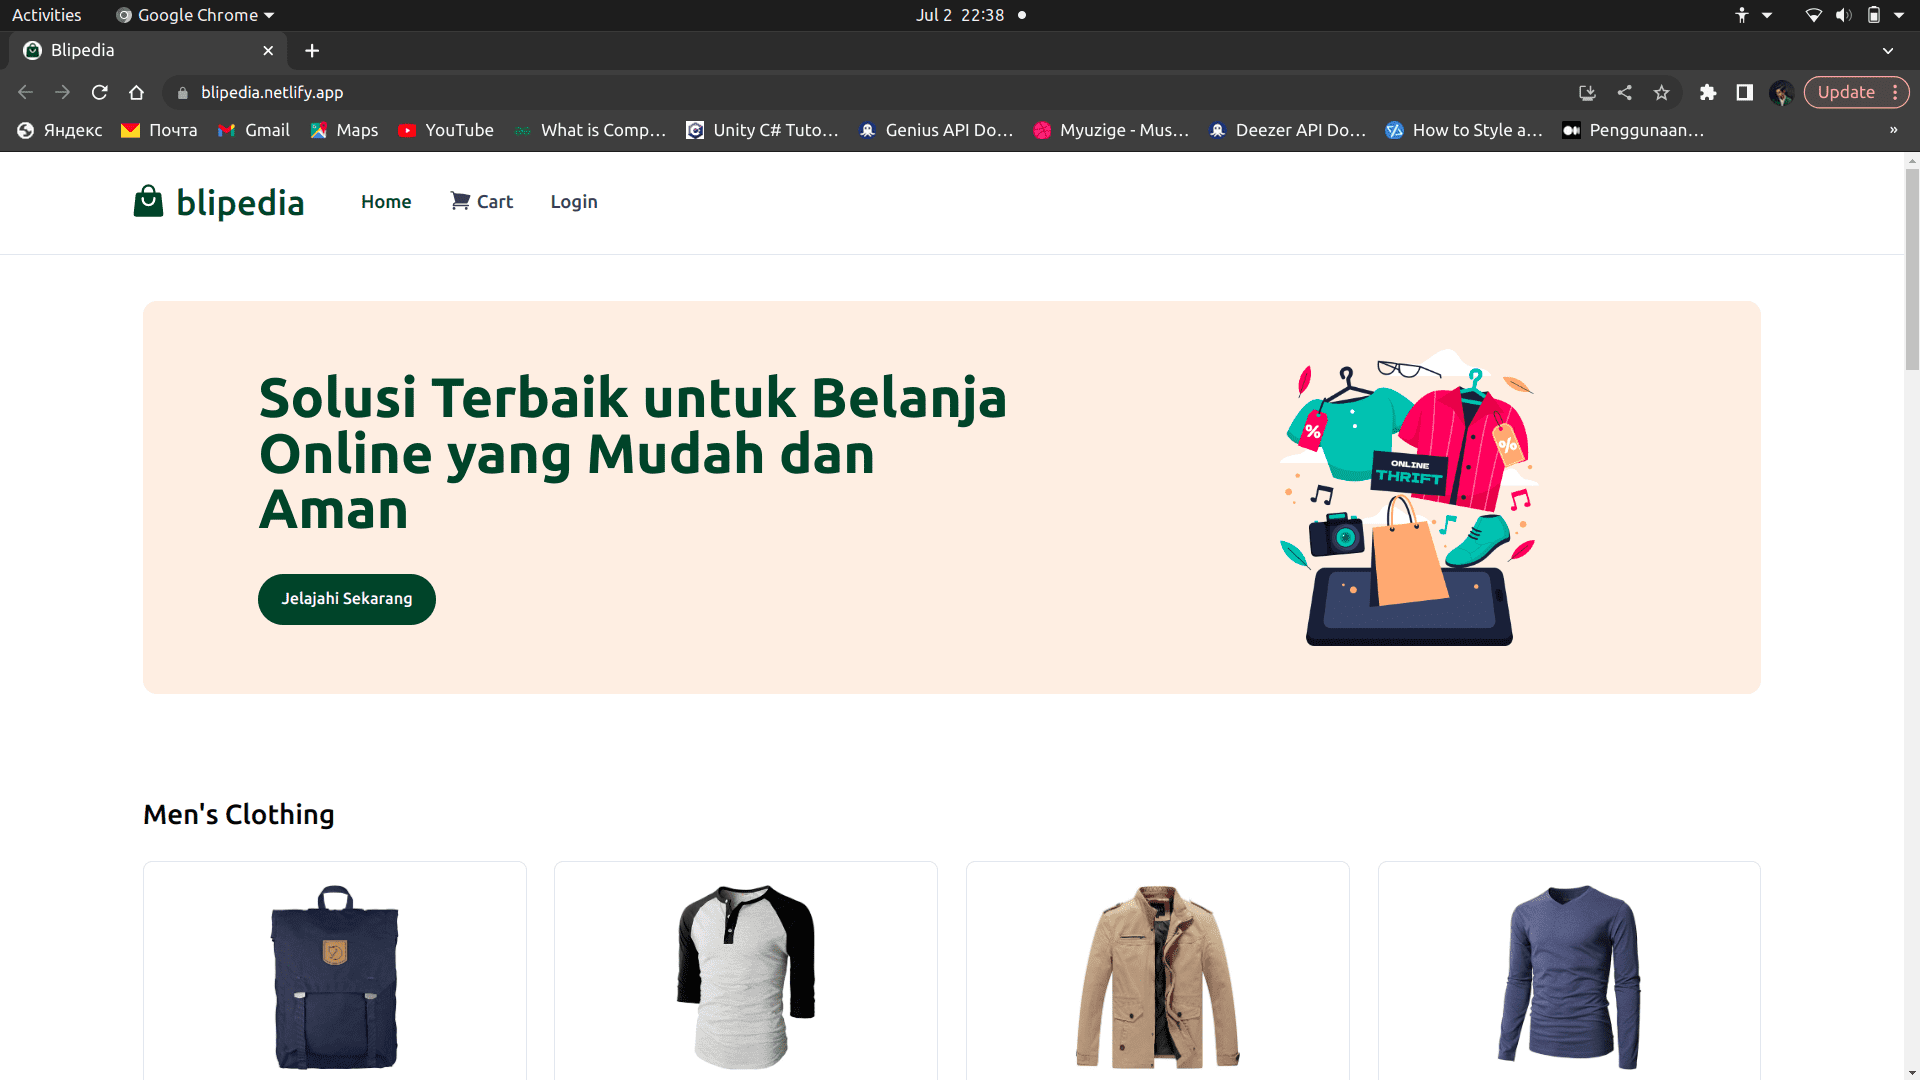 Activities
Google Chrome
Jul 2 22:38
Blipedia
blipedia.netlify.app
Update
Яндекс
Почта
Gmail
Maps
YouTube
What is Comp...
Unity C# Tuto...
Genius API Do...
Myuzige - Mus...
Deezer API Do...
How to Style a...
Penggunaan...
»
blipedia
Home
Cart
Login
Solusi Terbaik untuk Belanja
Online yang Mudah dan
Aman
Jelajahi Sekarang
%
%
ONLINE
THRIFT
Men's Clothing